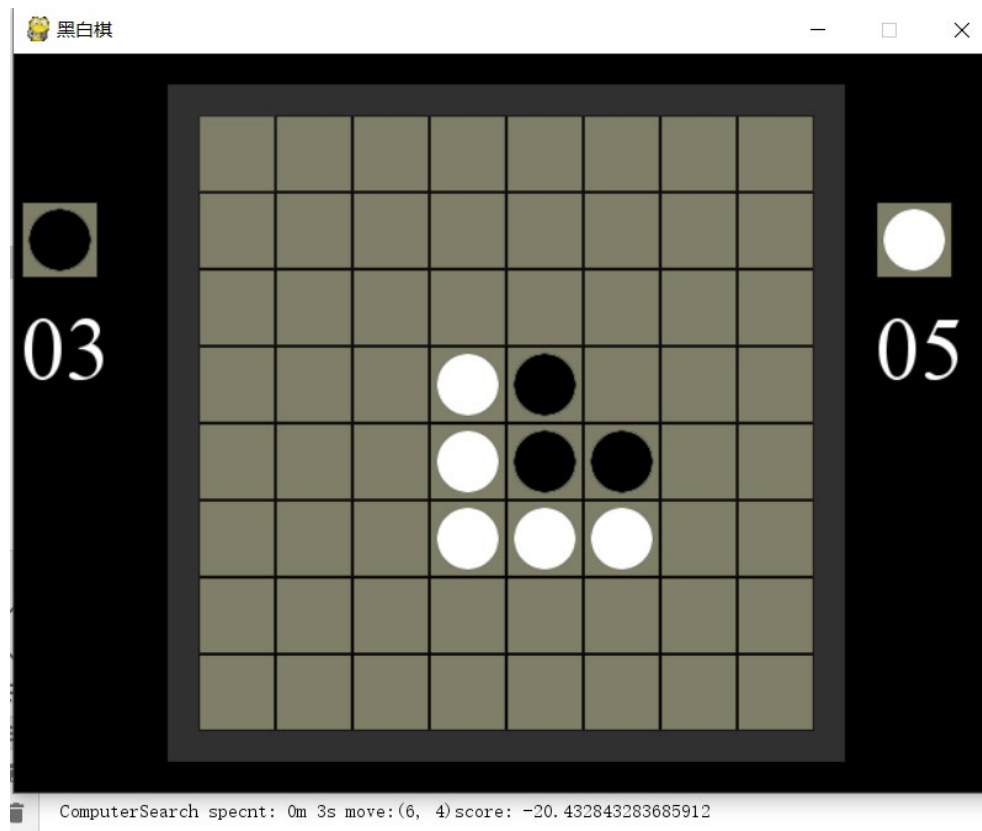 黑白棋
03
05
ComputerSearch specnt: 0m 3s move:(6, 4)score: -20.432843283685912